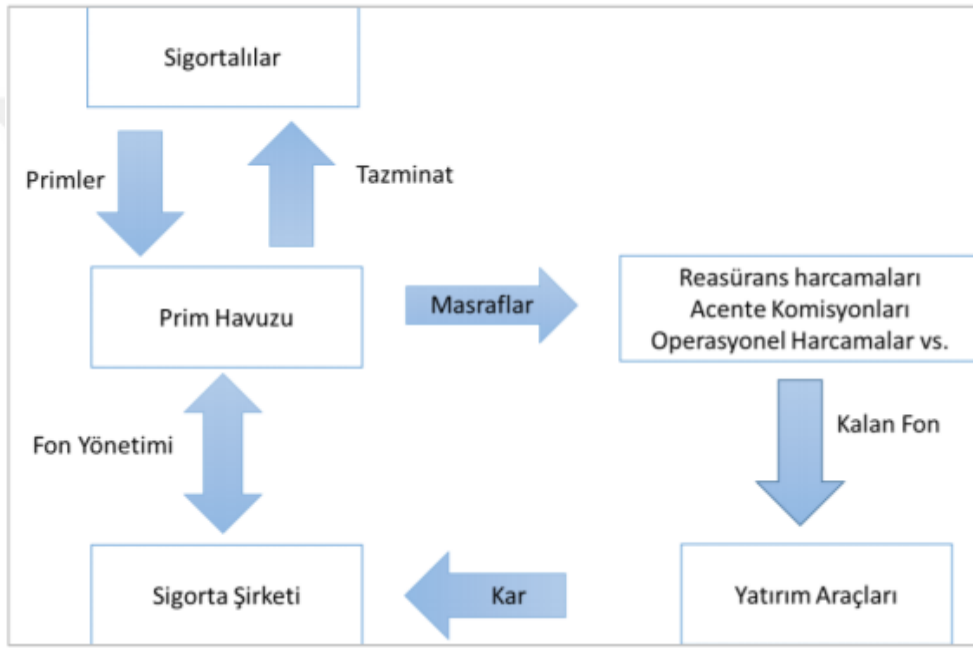 Sigortalılar
Primler
Tazminat
Prim Havuzu
Masraflar
Reasürans harcamaları
Acente Komisyonları
Operasyonel Harcamalar vs.
Fon Yönetimi
Kalan Fon
Sigorta Şirketi
Kar
Yatırım Araçları